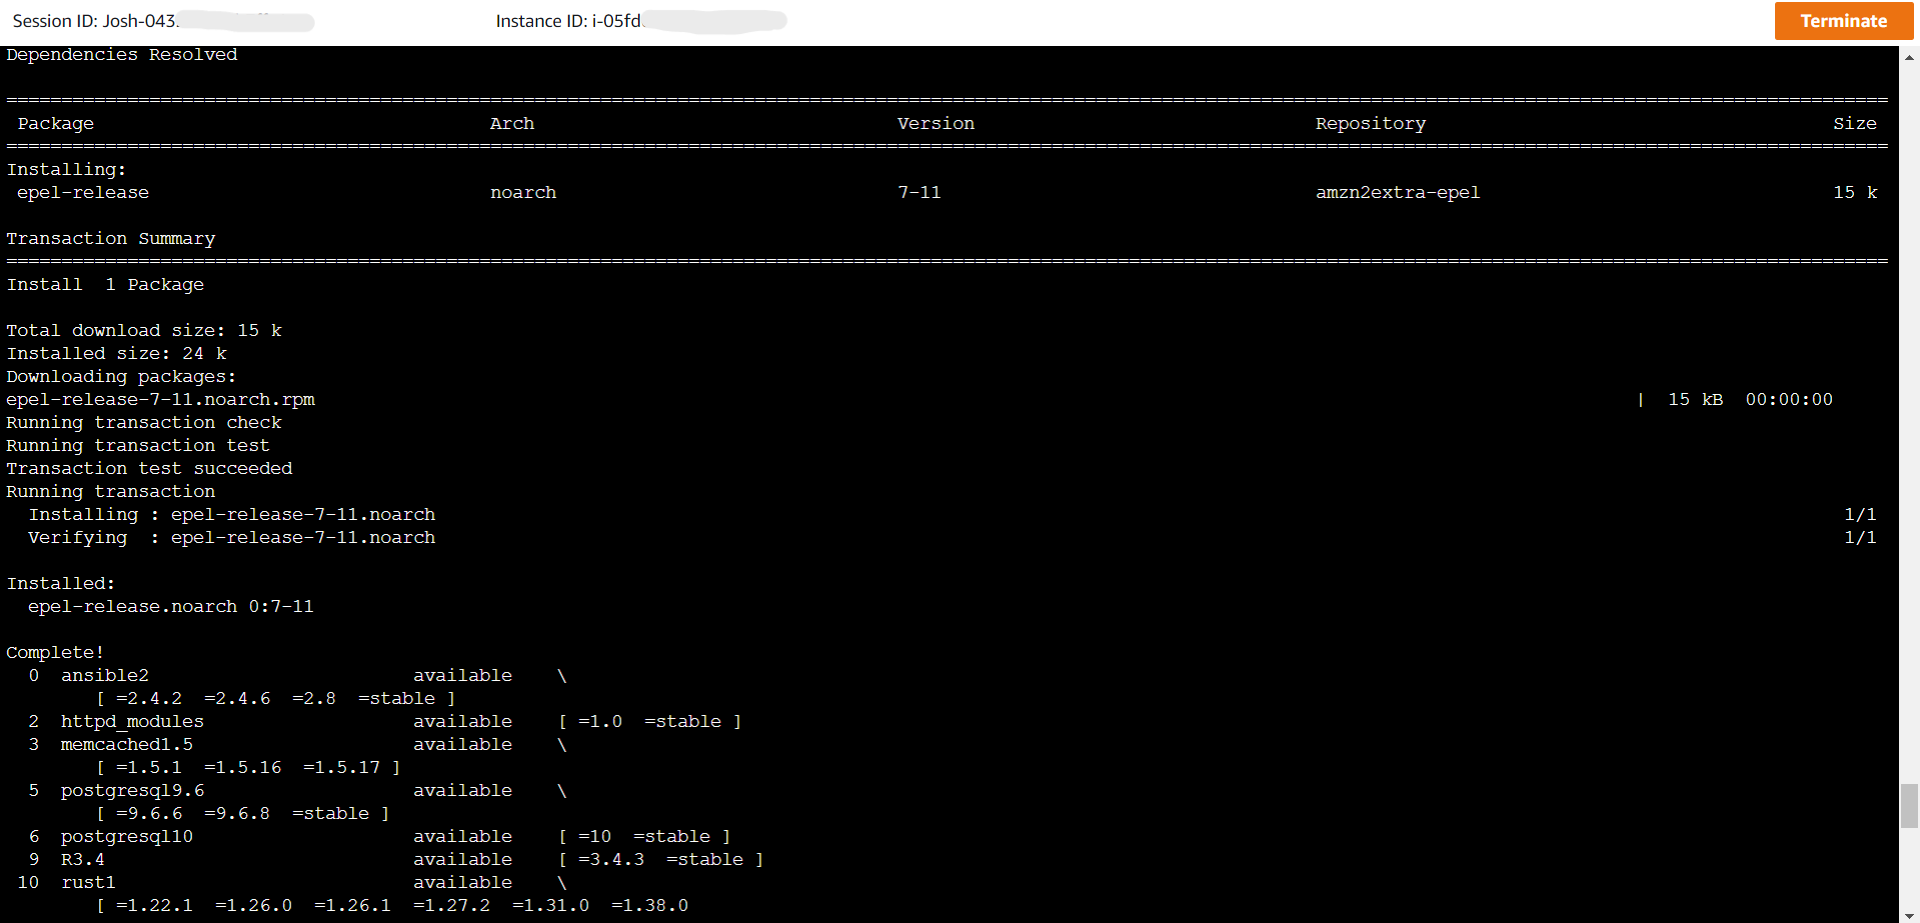 Session ID: Josh-043 Instance ID: i-05fd Terminate
Dependencies Resolved
================================================================================
Package Arch Version Repository Size
================================================================================
Installing:
epel-release noarch 7-11 amzn2extra-epel 15 k
Transaction Summary
================================================================================
Install 1 Package
Total download size: 15 k
Installed size: 24 k
Downloading packages:
epel-release-7-11.noarch.rpm | 15 kB 00:00:00
Running transaction check
Running transaction test
Transaction test succeeded
Running transaction
Installing : epel-release-7-11.noarch 1/1
Verifying : epel-release-7-11.noarch 1/1
Installed:
epel-release.noarch 0:7-11
Complete!
0 ansible2 available \
[ =2.4.2 =2.4.6 =2.8 =stable ]
2 httpd_modules available [ =1.0 =stable ]
3 memcached1.5 available \
[ =1.5.1 =1.5.16 =1.5.17 ]
5 postgresql9.6 available \
[ =9.6.6 =9.6.8 =stable ]
6 postgresql10 available [ =10 =stable ]
9 R3.4 available [ =3.4.3 =stable ]
10 rust1 available \
[ =1.22.1 =1.26.0 =1.26.1 =1.27.2 =1.31.0 =1.38.0